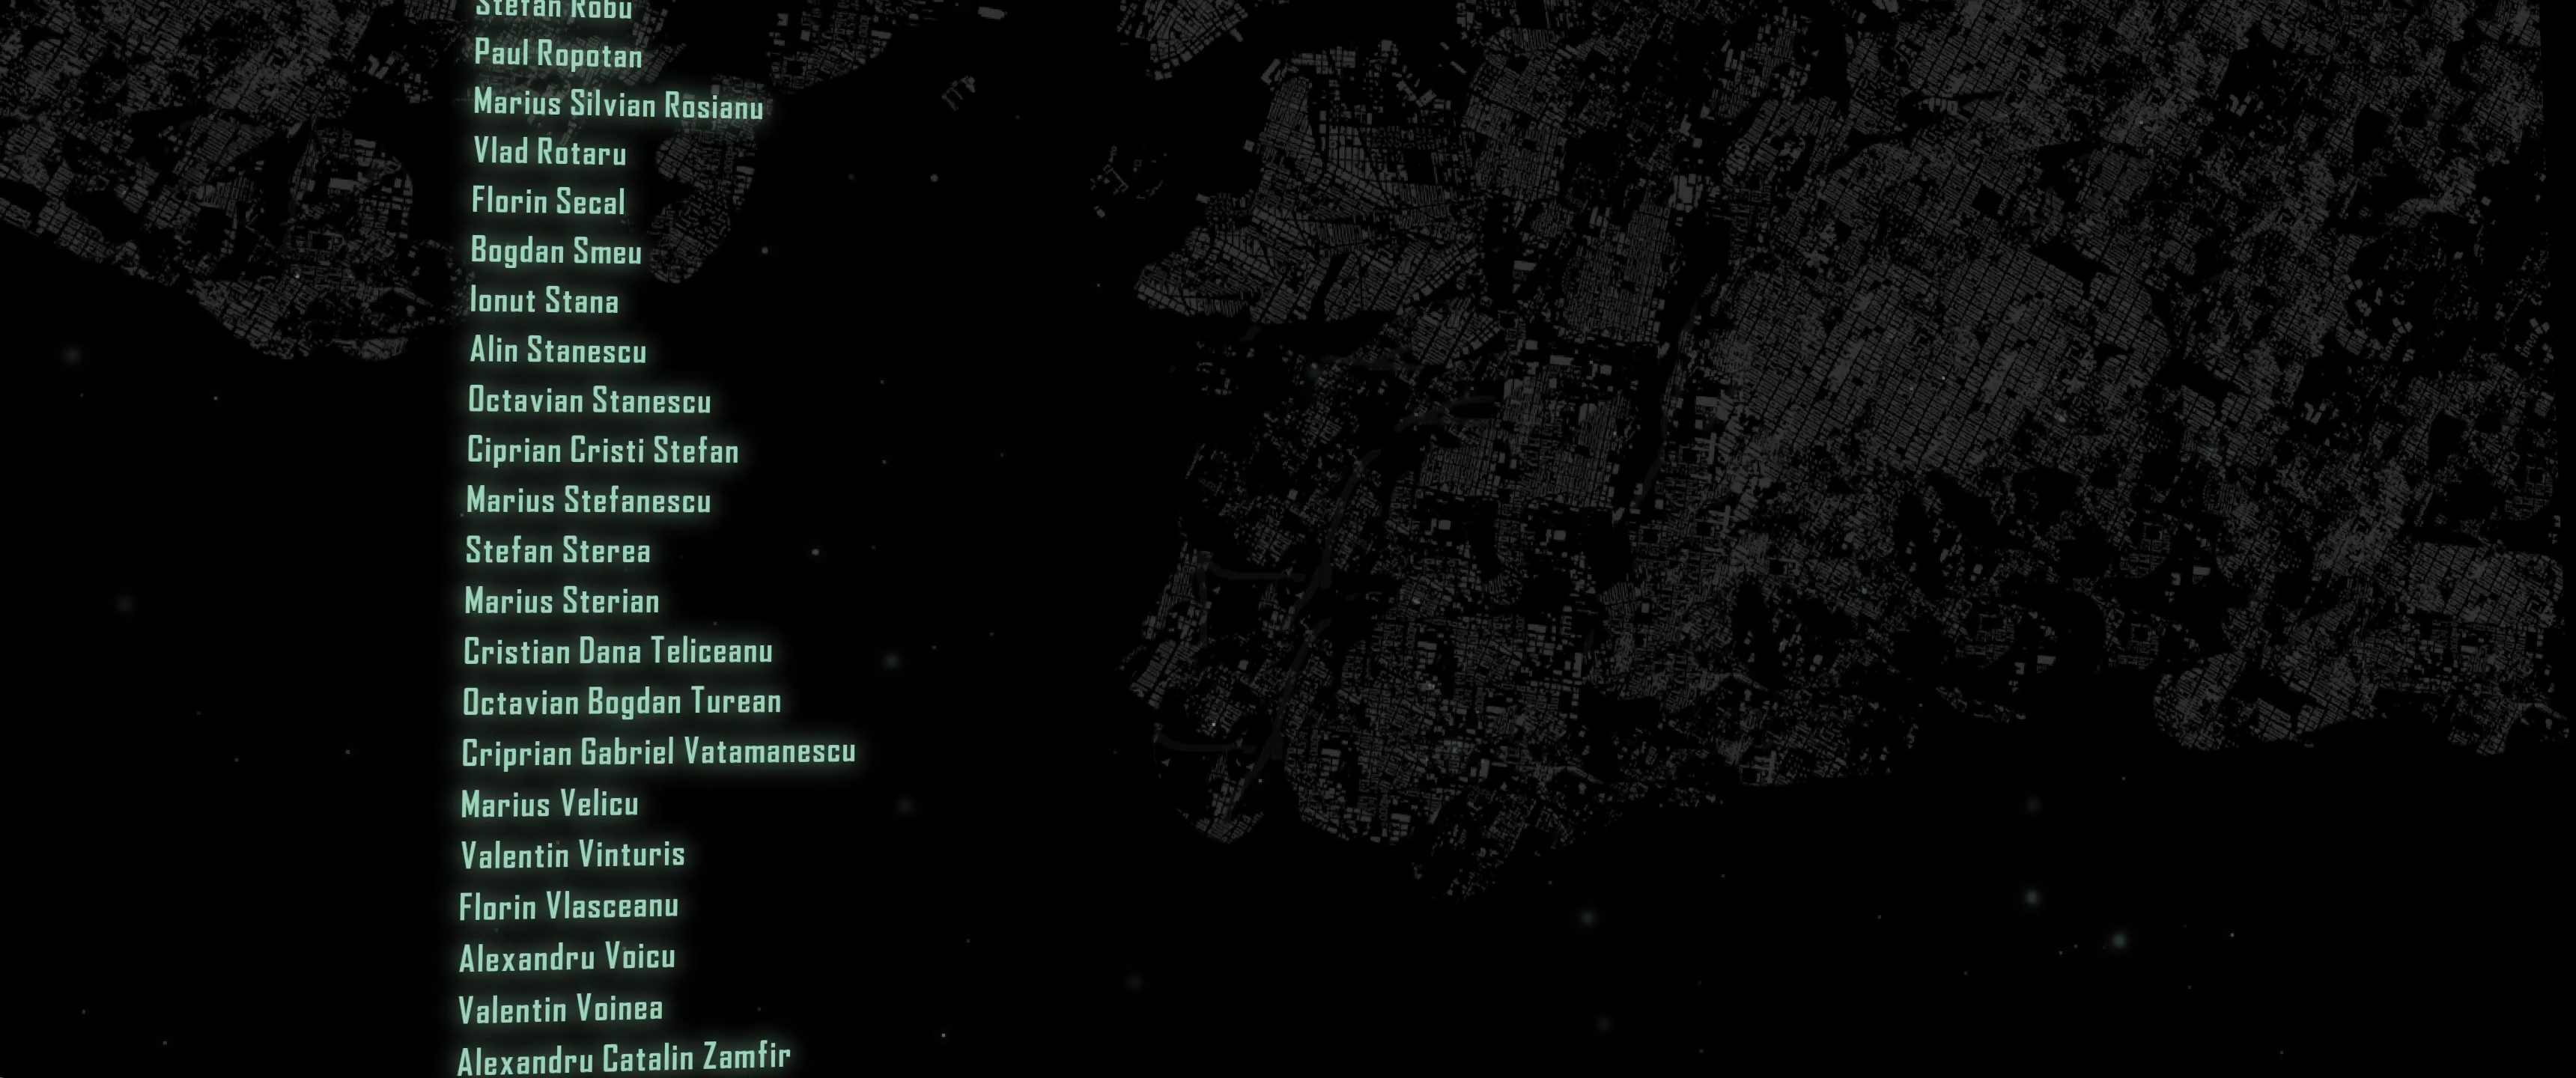 Stefan Robu
Paul Ropotan
Marius Silvian Rosianu
Vlad Rotaru
Florin Secal
Bogdan Smeu
Ionut Stana
Alin Stanescu
Octavian Stanescu
Ciprian Cristi Stefan
Marius Stefanescu
Stefan Sterea
Marius Sterian
Cristian Dana Teliceanu
Octavian Bogdan Turean
Criprian Gabriel Vatamanescu
Marius Velicu
Valentin Vinturis
Florin Vlasceanu
Alexandru Voicu
Valentin Voinea
Alexandru Catalin Zamfir